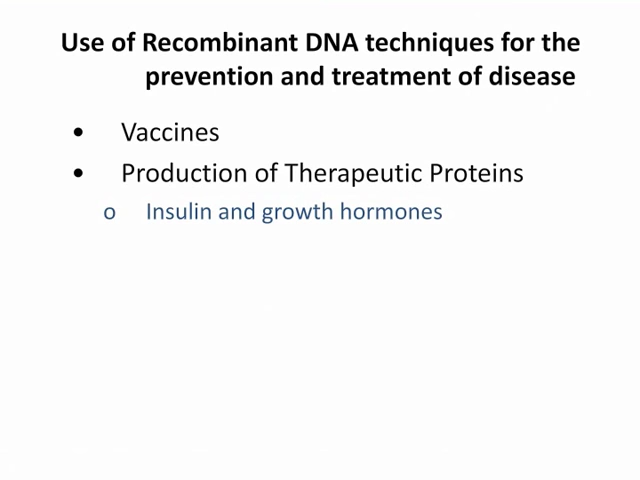 Use of Recombinant DNA techniques for the
prevention and treatment of disease
• Vaccines
• Production of Therapeutic Proteins
o Insulin and growth hormones